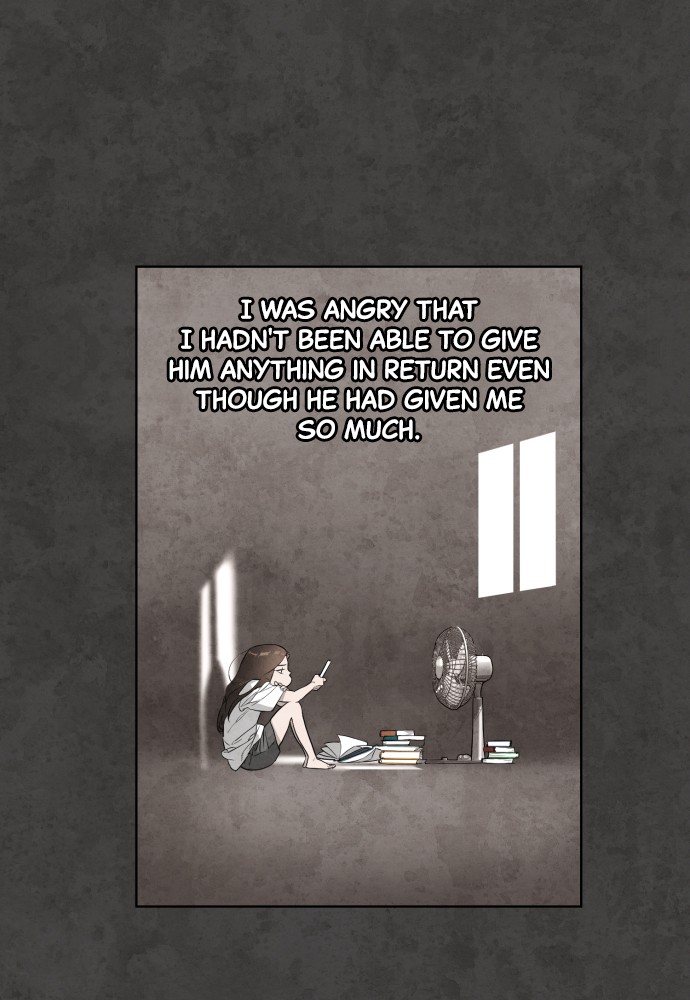 I WAS ANGRY THAT
I HADN'T BEEN ABLE TO GIVE
HIM ANYTHING IN RETURN EVEN
THOUGH HE HAD GIVEN ME
SO MUCH.